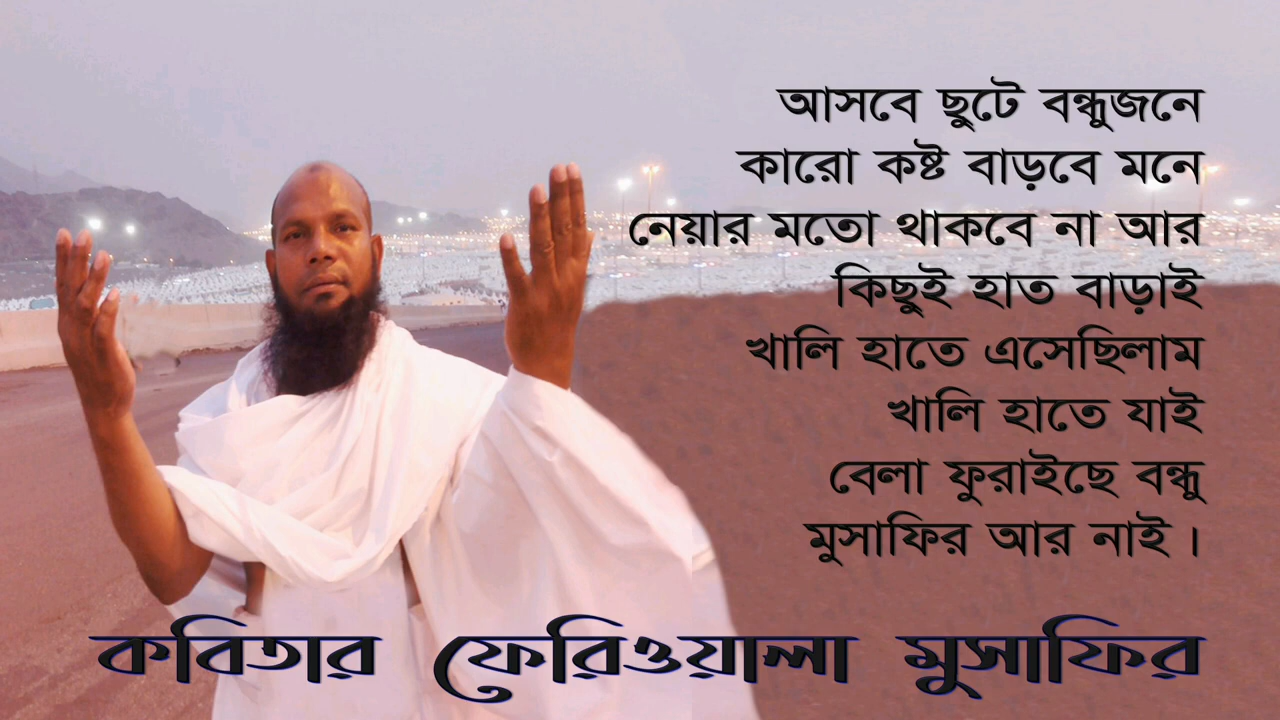 আসবে ছুটে বন্ধুজনে
কারো কষ্ট বাড়বে মনে
নেয়ার মতো থাকবে না আর
কিছুই হাত বাড়াই
খালি হাতে এসেছিলাম
খালি হাতে যাই
বেলা ফুরাইছে বন্ধু
মুসাফির আর নাই ।
কবিতার ফেরিওয়ালা মুসাফির